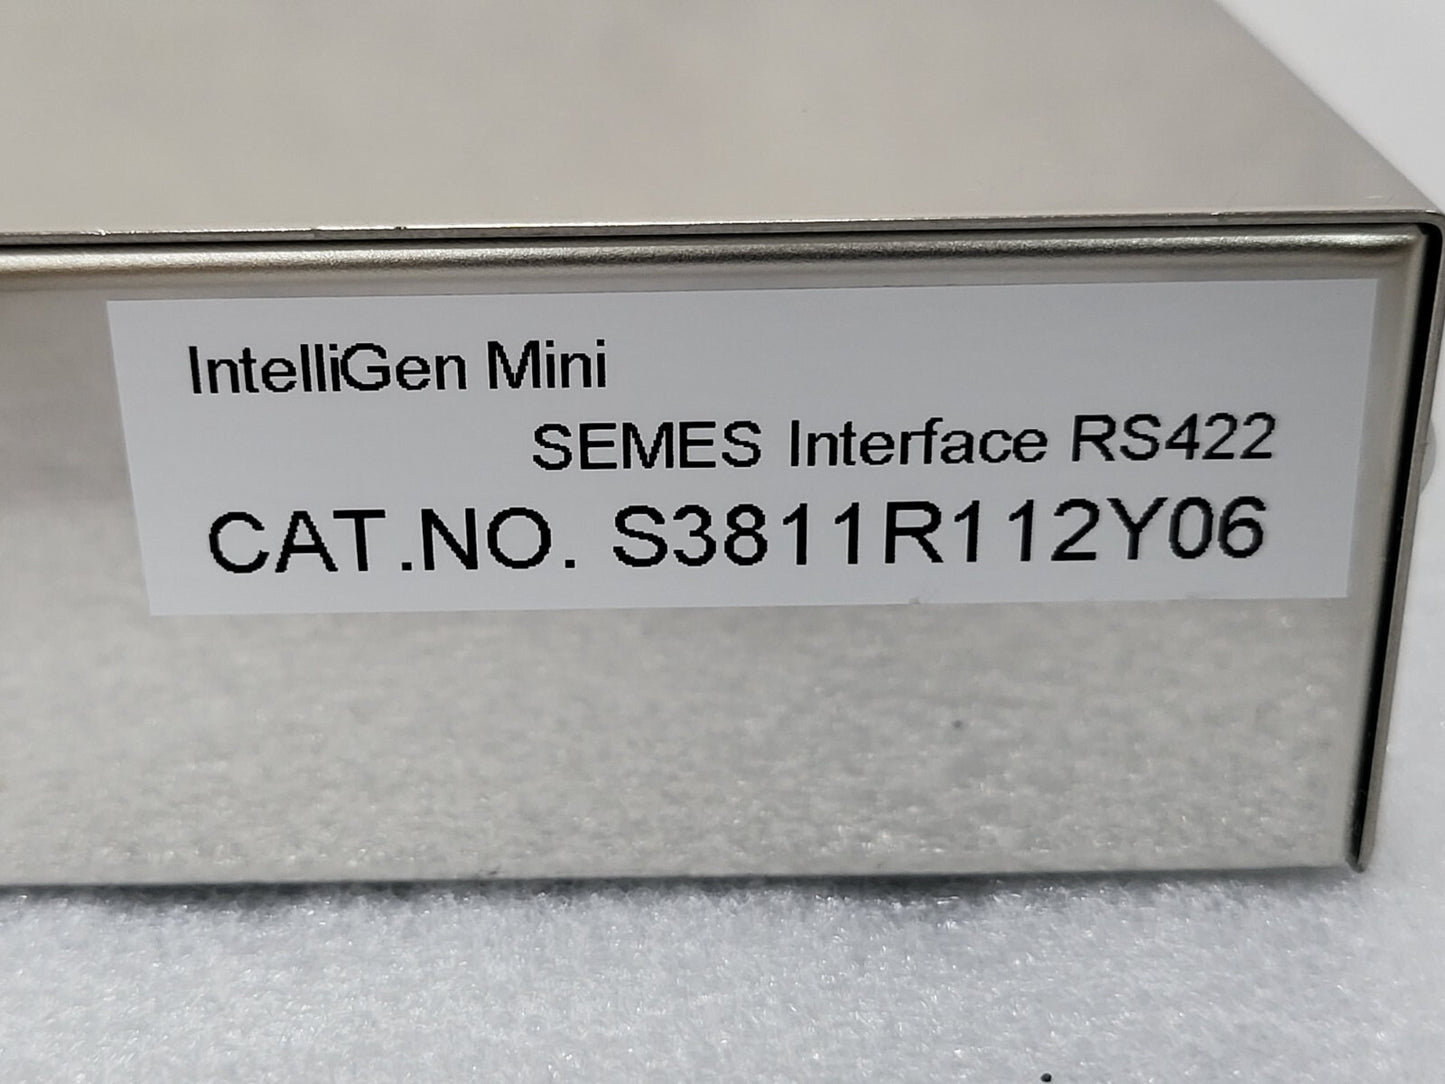 IntelliGen Mini
SEMES Interface RS422
CAT.NO. S3811R112Y06